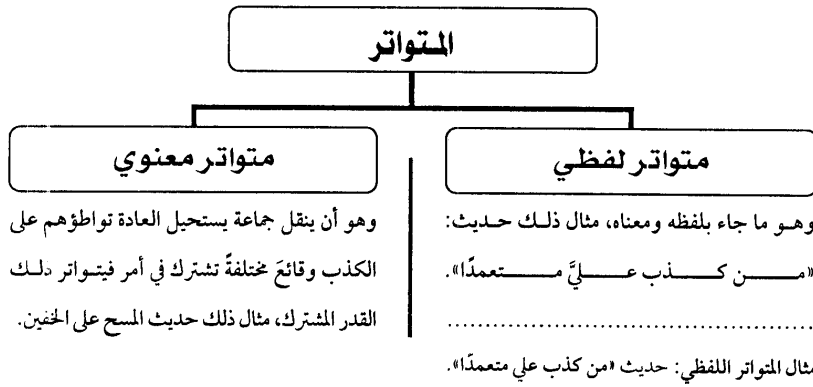 المتواتر
متواتر لفظي
وهو ما جاء بلفظه ومعناه، مثال ذلك حديث:
«من كذب عليَّ متعمدًا».
................................................
مثال المتواتر اللفظي: حديث «من كذب علي متعمدًا».
متواتر معنوي
وهو أن ينقل جماعة يستحيل العادة تواطؤهم على
الكذب وقائعَ مختلفةً تشترك في أمر فيتواتر ذلك
القدر المشترك، مثال ذلك حديث المسح على الخفين.